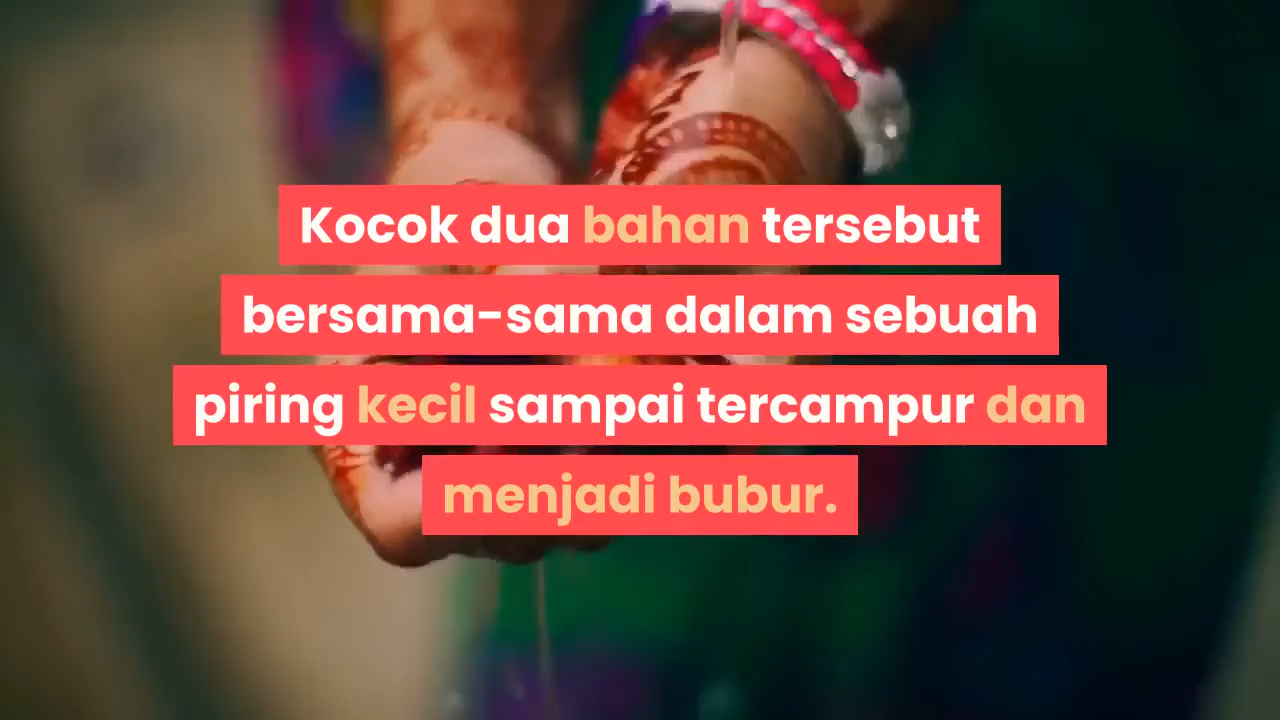 Kocok dua bahan tersebut
bersama-sama dalam sebuah
piring kecil sampai tercampur dan
menjadi bubur.